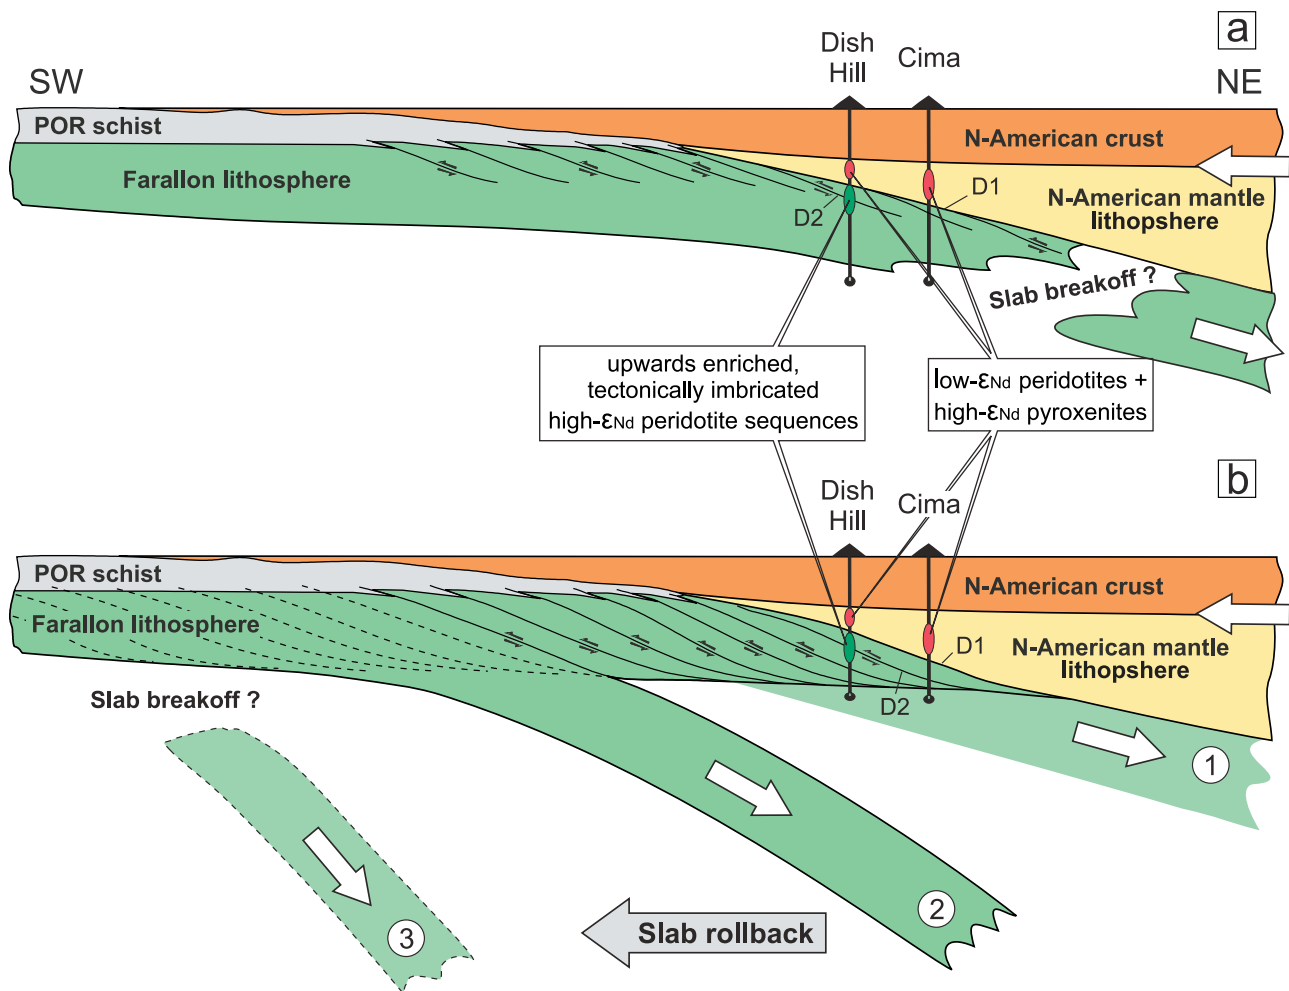 a
SW
Dish
Hill
Cima
NE
POR schist
N-American crust
Farallon lithosphere
D1
D2
N-American mantle
lithopshere
Slab breakoff ?
upwards enriched,
tectonically imbricated
high-εNd peridotite sequences
low-εNd peridotites +
high-εNd pyroxenites
b
Dish
Hill
Cima
POR schist
N-American crust
Farallon lithosphere
D1
N-American mantle
lithopshere
D2
Slab breakoff ?
1
2
3
Slab rollback